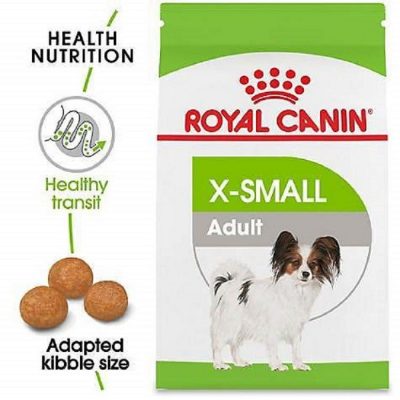 HEALTH
NUTRITION
Healthy
transit
Adapted
kibble size
ROYAL CANIN®
X-SMALL
Adult